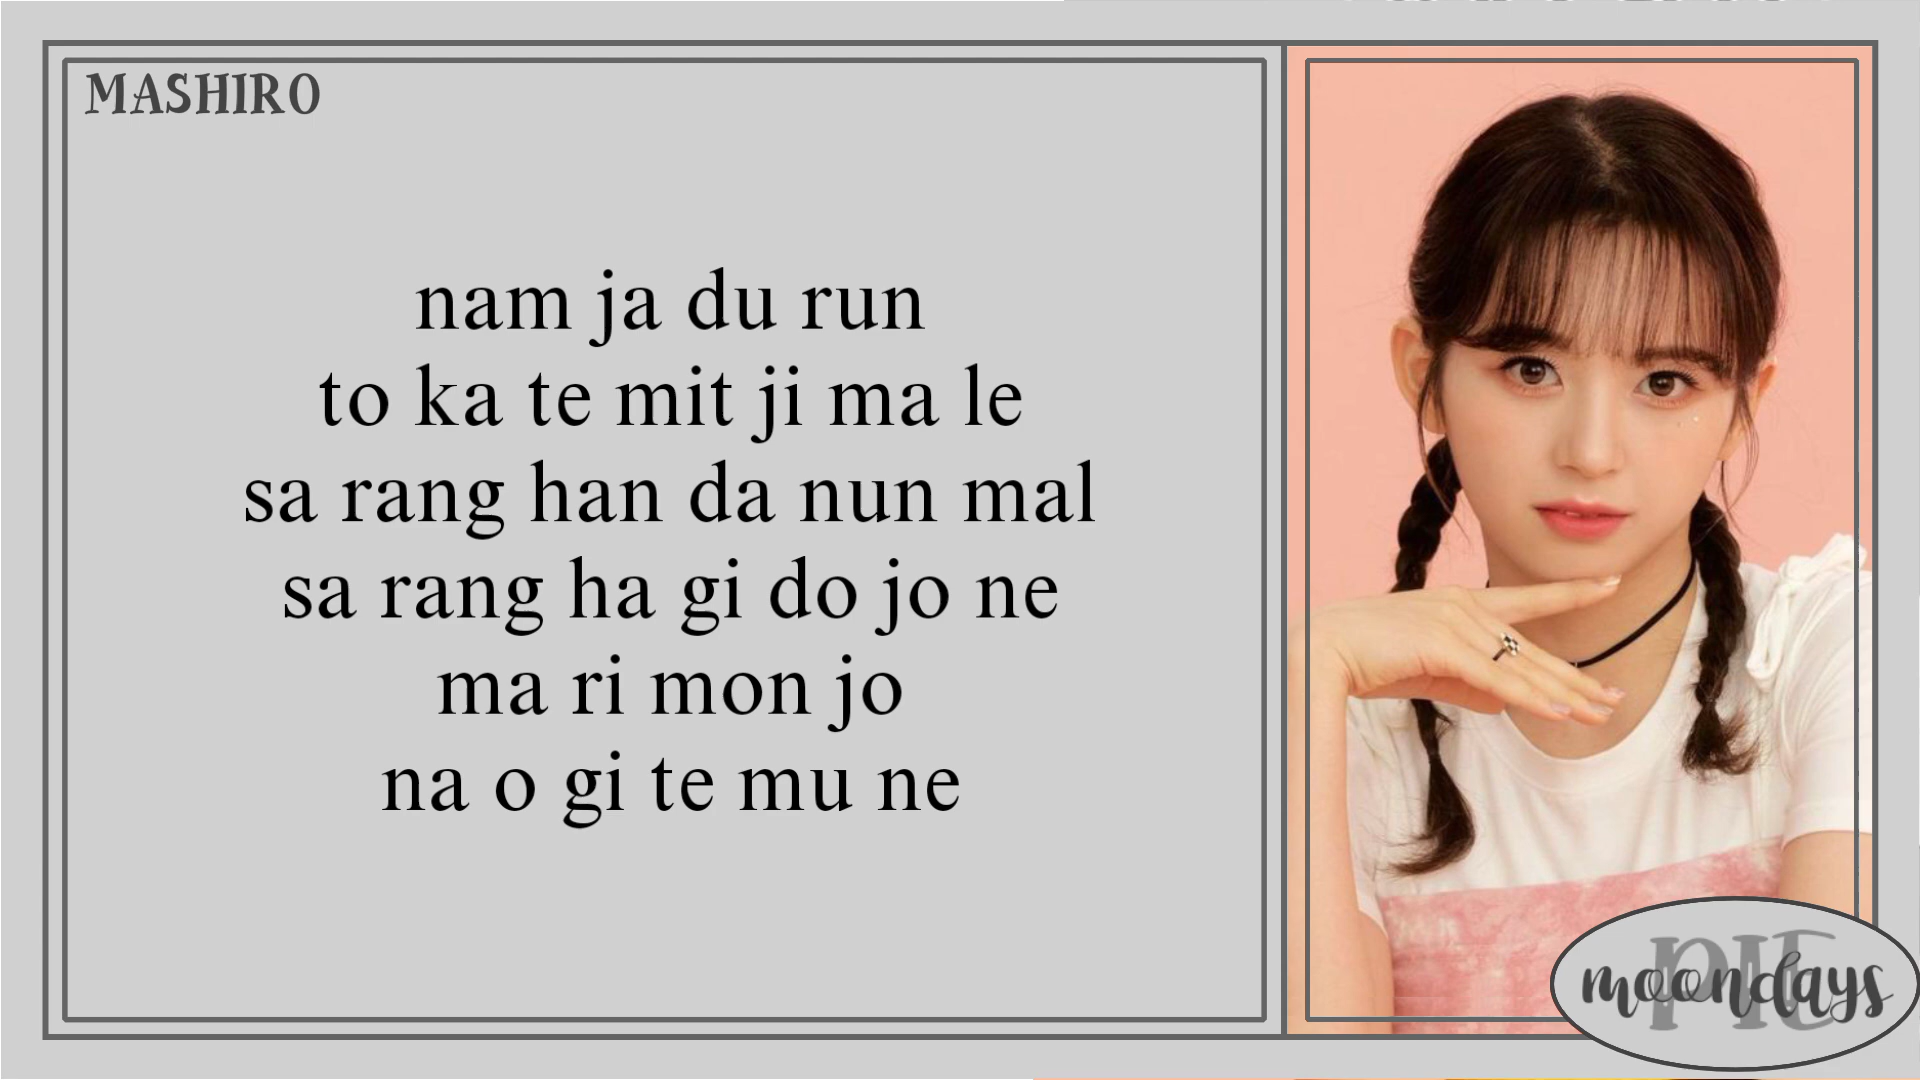 MASHIRO
nam ja du run
to ka te mit ji ma le
sa rang han da nun mal
sa rang ha gi do jo ne
ma ri mon jo
na o gi te mu ne
moondays